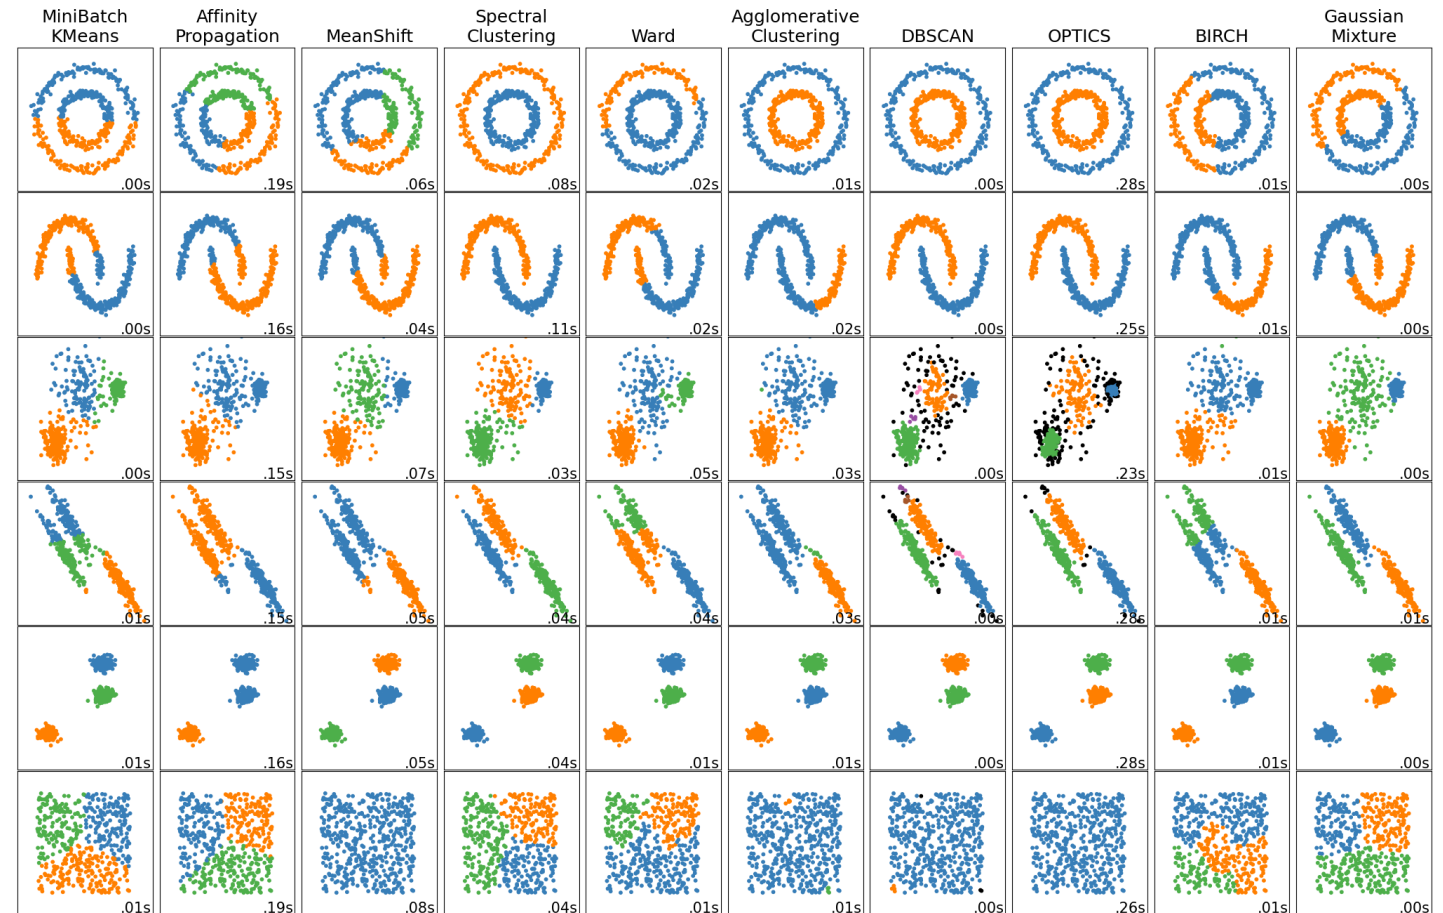 MiniBatch
KMeans
Affinity
Propagation
MeanShift
Spectral
Clustering
Ward
Agglomerative
Clustering
DBSCAN
OPTICS
BIRCH
Gaussian
Mixture
.00s .19s .06s .08s .02s .01s .00s .28s .01s .00s
.00s .16s .04s .11s .02s .02s .00s .25s .01s .00s
.00s .15s .07s .03s .05s .03s .00s .23s .01s .00s
.01s .15s .05s .04s .04s .03s .00s .28s .01s .01s
.01s .16s .05s .04s .01s .01s .00s .28s .01s .00s
.01s .19s .08s .04s .01s .01s .00s .26s .01s .00s